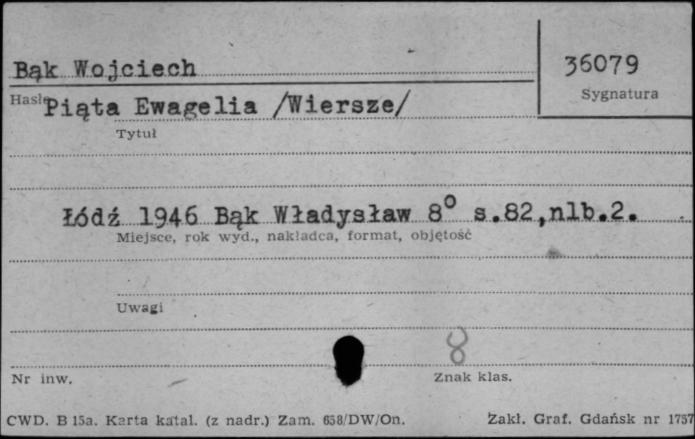 Bąk Wojciech
36079
Hasło
Sygnatura
Piąta Ewagelia /Wiersze/
Tytuł
Łódź 1946 Bąk Władysław 8° s.82,nlb.2.
Miejsce, rok wyd., nakładca, format, objętość
Uwagi
8
Nr inw.
Znak klas.
CWD. B 15a. Karta katal. (z nadr.) Zam. 658/DW/On.
Zakł. Graf. Gdańsk nr 1757